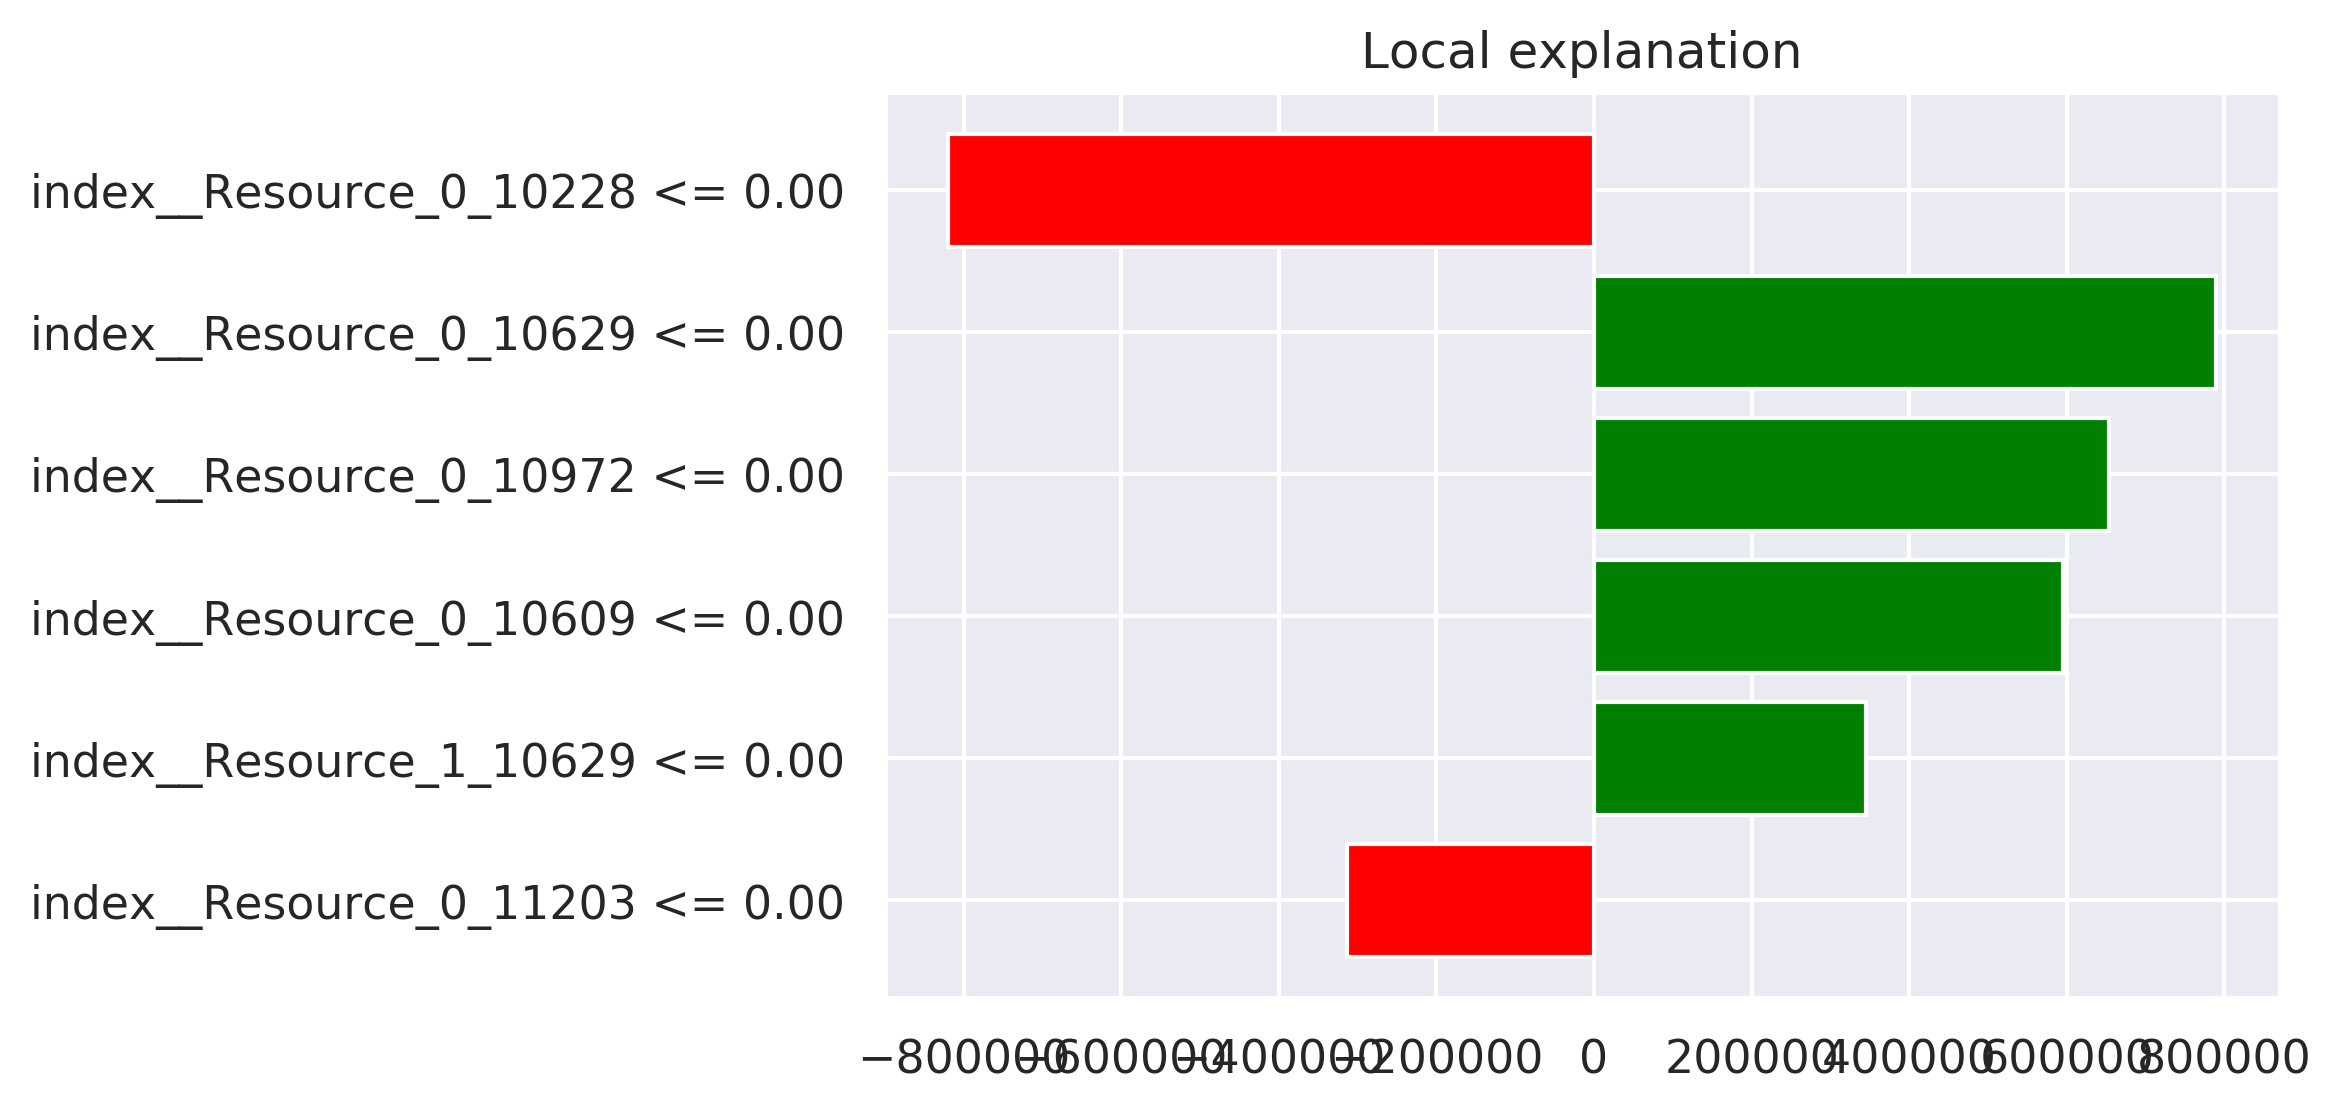 Local explanation
index__Resource_0_10228 <= 0.00
index__Resource_0_10629 <= 0.00
index__Resource_0_10972 <= 0.00
index__Resource_0_10609 <= 0.00
index__Resource_1_10629 <= 0.00
index__Resource_0_11203 <= 0.00
−800000 −600000 −400000 −200000 0 200000 400000 600000 800000